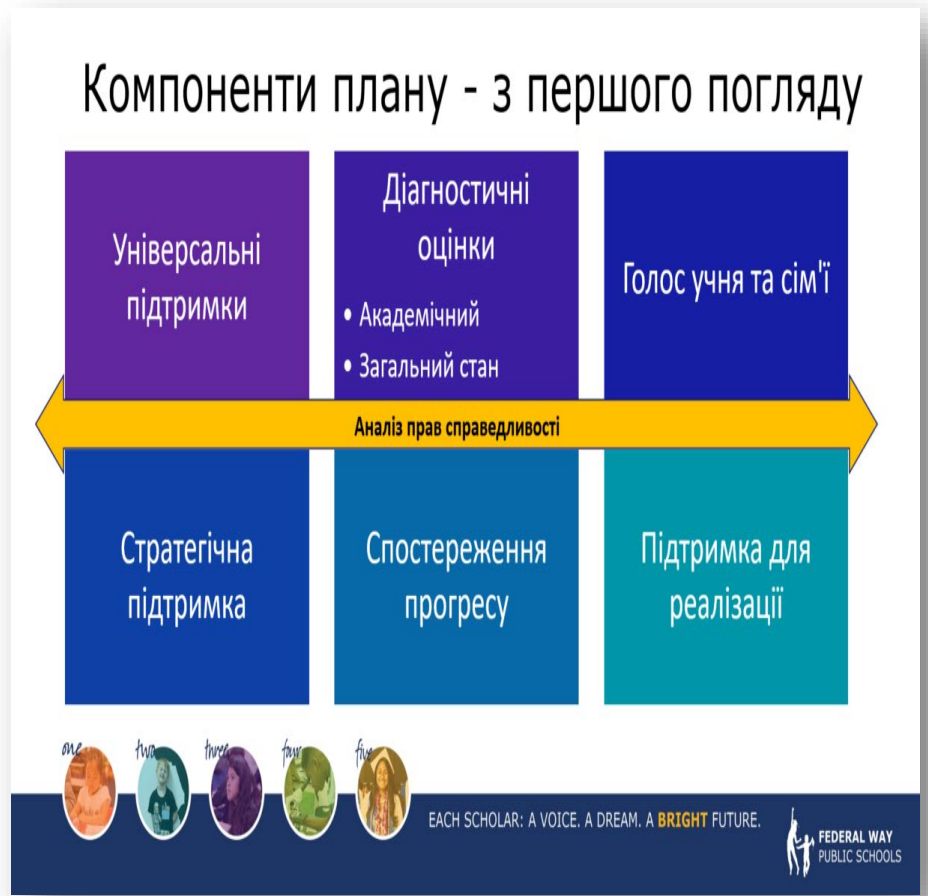 Компоненти плану - з першого погляду
Універсальні
підтримки
Діагностичні
оцінки
• Академічний
• Загальний стан
Голос учня та сім'ї
Аналіз прав справедливості
Стратегічна
підтримка
Спостереження
прогресу
Підтримка для
реалізації
one
two
three
four
five
EACH SCHOLAR: A VOICE. A DREAM. A BRIGHT FUTURE.
FEDERAL WAY
PUBLIC SCHOOLS